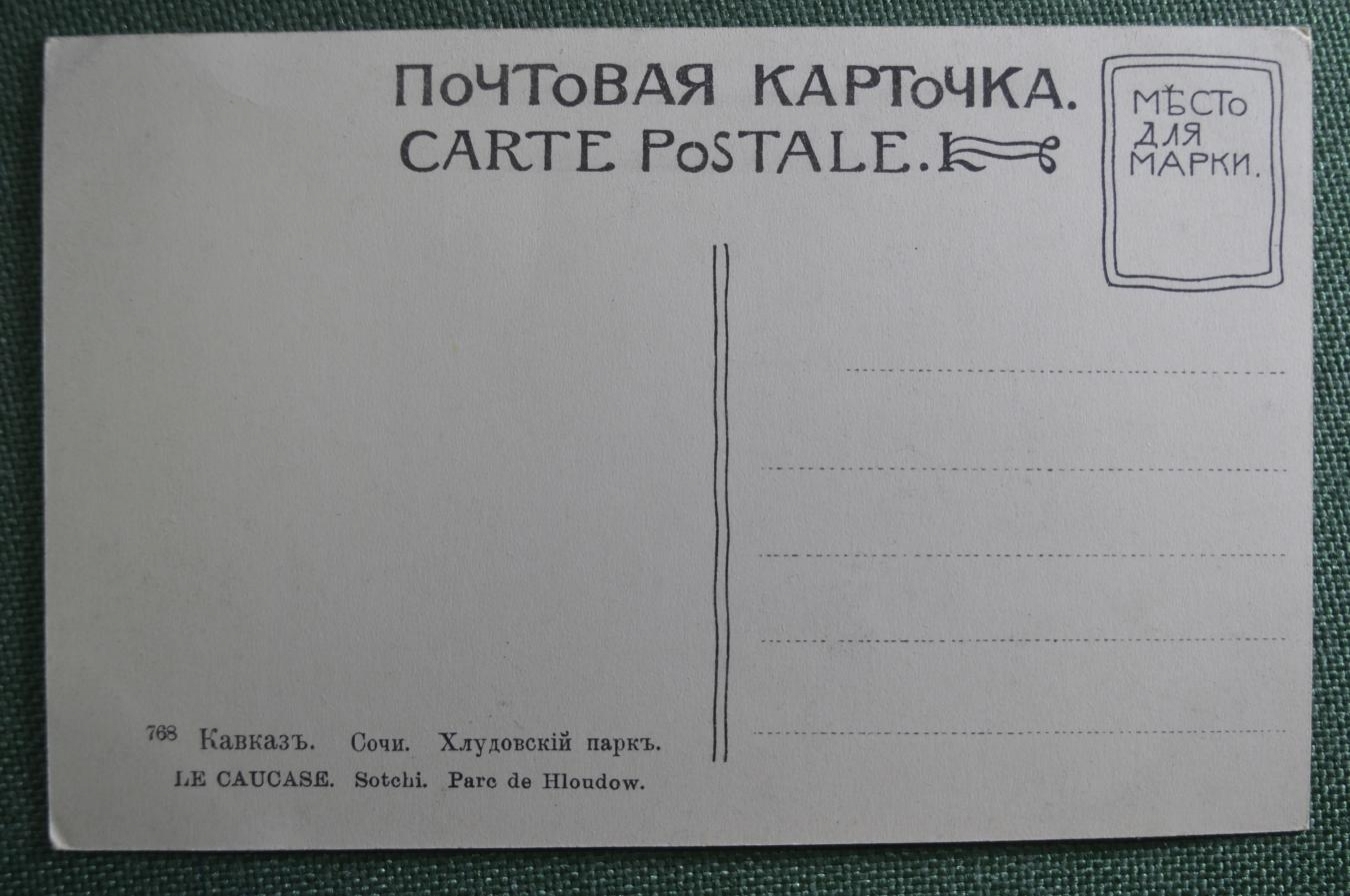 ПОЧТОВАЯ КАРТОЧКА.
CARTE POSTALE.
МѢСТО
ДЛЯ
МАРКИ.
768 Кавказъ. Сочи. Хлудовскій паркъ.
LE CAUCASE. Sotchi. Parc de Hloudow.